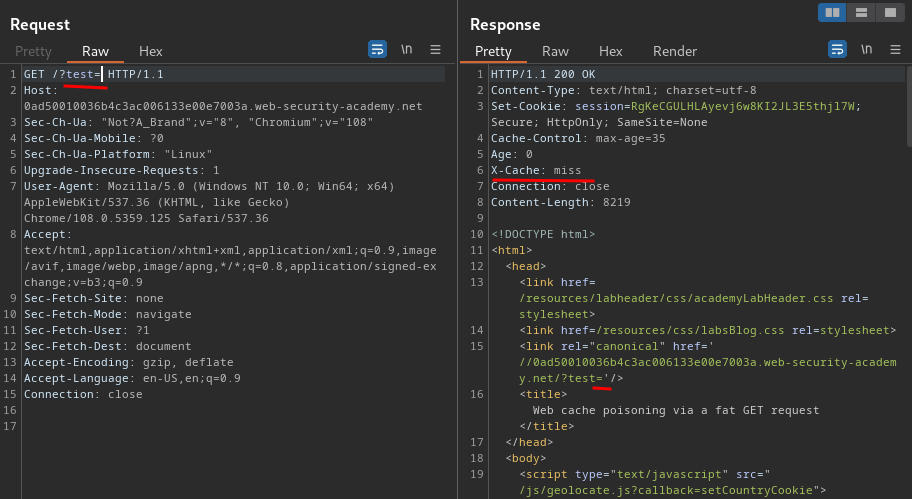 Request
Pretty Raw Hex
\n
1 GET /?test= HTTP/1.1
2 Host:
0ad50010036b4c3ac006133e00e7003a.web-security-academy.net
3 Sec-Ch-Ua: "Not?A_Brand";v="8", "Chromium";v="108"
4 Sec-Ch-Ua-Mobile: ?0
5 Sec-Ch-Ua-Platform: "Linux"
6 Upgrade-Insecure-Requests: 1
7 User-Agent: Mozilla/5.0 (Windows NT 10.0; Win64; x64)
AppleWebKit/537.36 (KHTML, like Gecko)
Chrome/108.0.5359.125 Safari/537.36
8 Accept:
text/html,application/xhtml+xml,application/xml;q=0.9,image
/avif,image/webp,image/apng,*/*;q=0.8,application/signed-ex
change;v=b3;q=0.9
9 Sec-Fetch-Site: none
10 Sec-Fetch-Mode: navigate
11 Sec-Fetch-User: ?1
12 Sec-Fetch-Dest: document
13 Accept-Encoding: gzip, deflate
14 Accept-Language: en-US,en;q=0.9
15 Connection: close
16
17
Response
Pretty Raw Hex Render
\n
1 HTTP/1.1 200 OK
2 Content-Type: text/html; charset=utf-8
3 Set-Cookie: session=RgKeCGULHLAyevj6w8KI2JL3E5thjl7W;
Secure; HttpOnly; SameSite=None
4 Cache-Control: max-age=35
5 Age: 0
6 X-Cache: miss
7 Connection: close
8 Content-Length: 8219
9
10 <!DOCTYPE html>
11 <html>
12 <head>
13 <link href=
/resources/labheader/css/academyLabHeader.css rel=
stylesheet>
14 <link href=/resources/css/labsBlog.css rel=stylesheet>
15 <link rel="canonical" href='
//0ad50010036b4c3ac006133e00e7003a.web-security-academ
y.net/?test='/>
16 <title>
Web cache poisoning via a fat GET request
</title>
17 </head>
18 <body>
19 <script type="text/javascript" src="
/js/geolocate.js?callback=setCountryCookie">